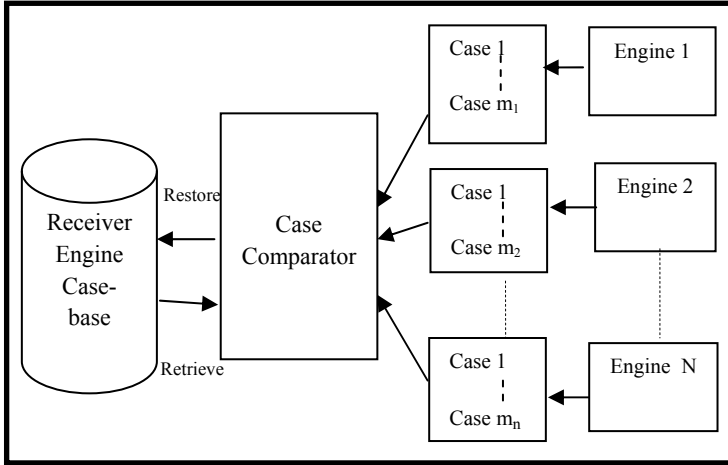 Case 1
Case m₁
Engine 1
Case 1
Case m₂
Engine 2
Restore
Receiver
Engine
Case-
base
Case
Comparator
Retrieve
Case 1
Case mₙ
Engine N